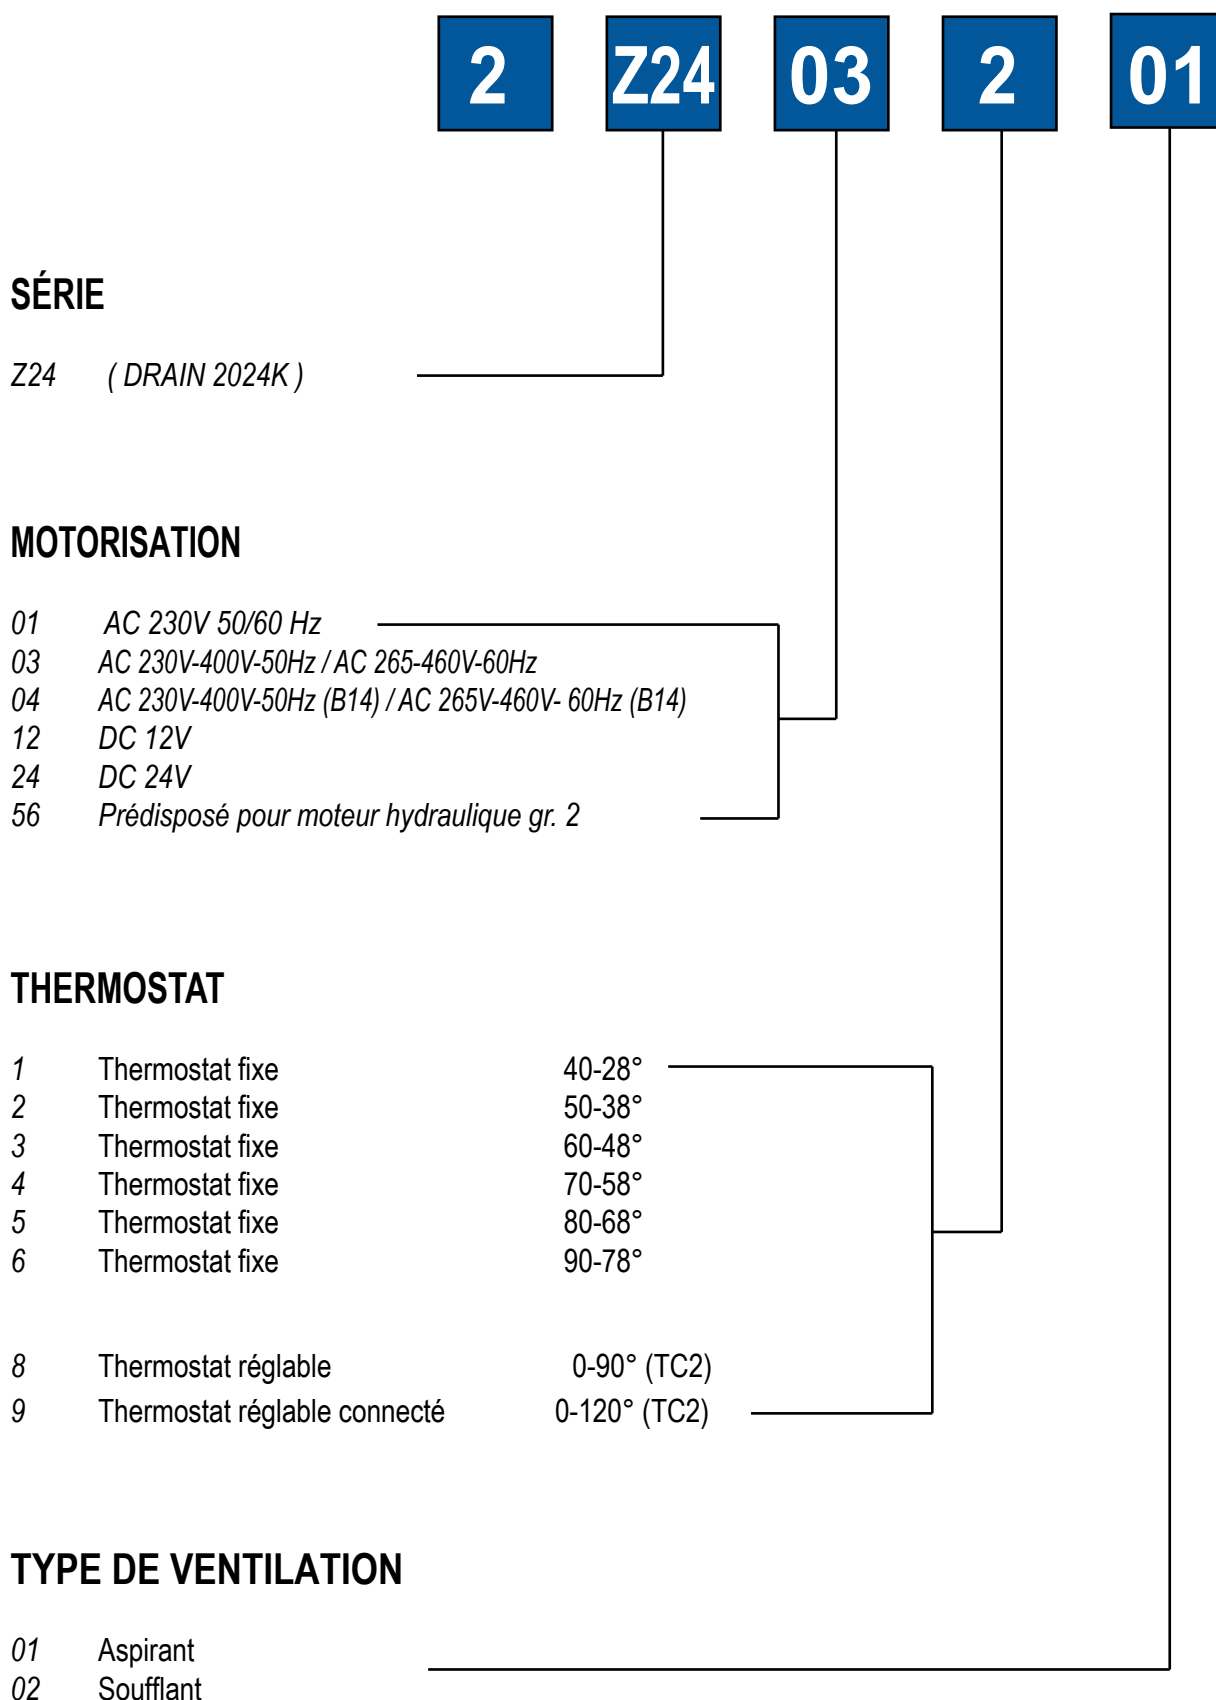 2 Z24 03 2 01
SÉRIE
Z24 ( DRAIN 2024K )
MOTORISATION
01 AC 230V 50/60 Hz
03 AC 230V-400V-50Hz / AC 265-460V-60Hz
04 AC 230V-400V-50Hz (B14) / AC 265V-460V- 60Hz (B14)
12 DC 12V
24 DC 24V
56 Prédisposé pour moteur hydraulique gr. 2
THERMOSTAT
1 Thermostat fixe 40-28°
2 Thermostat fixe 50-38°
3 Thermostat fixe 60-48°
4 Thermostat fixe 70-58°
5 Thermostat fixe 80-68°
6 Thermostat fixe 90-78°
8 Thermostat réglable 0-90° (TC2)
9 Thermostat réglable connecté 0-120° (TC2)
TYPE DE VENTILATION
01 Aspirant
02 Soufflant